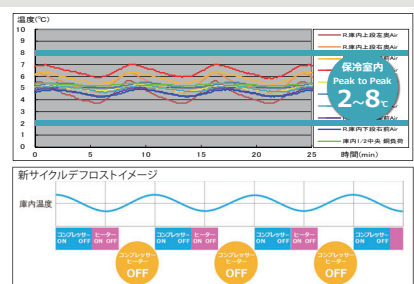 温度(℃)
10
9
8
7
6
5
4
3
2
1
0
0
5
10
15
20
25
時間(min)
R.庫内上段左奥Air
R.庫内上段右奥Air
保冷室内
Peak to Peak
2~8℃
R.庫内下段右前Air
庫内1/2中央 銅負荷
新サイクルデフロストイメージ
庫内温度
コンプレッサー ヒーター コンプレッサー ヒーター コンプレッサー ヒーター コンプレッサー
ON OFF ON OFF ON OFF ON OFF ON OFF ON OFF ON OFF
コンプレッサー コンプレッサー コンプレッサー
ヒーター ヒーター ヒーター
OFF OFF OFF